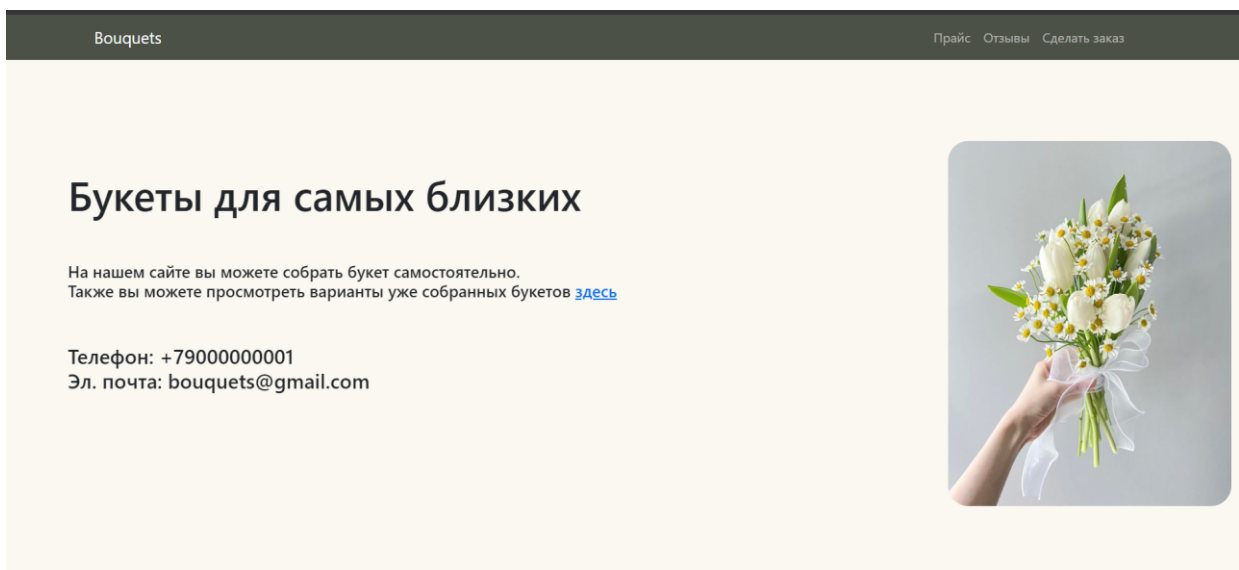 Bouquets
Прайс Отзывы Сделать заказ
Букеты для самых близких
На нашем сайте вы можете собрать букет самостоятельно.
Также вы можете просмотреть варианты уже собранных букетов здесь
Телефон: +79000000001
Эл. почта: bouquets@gmail.com